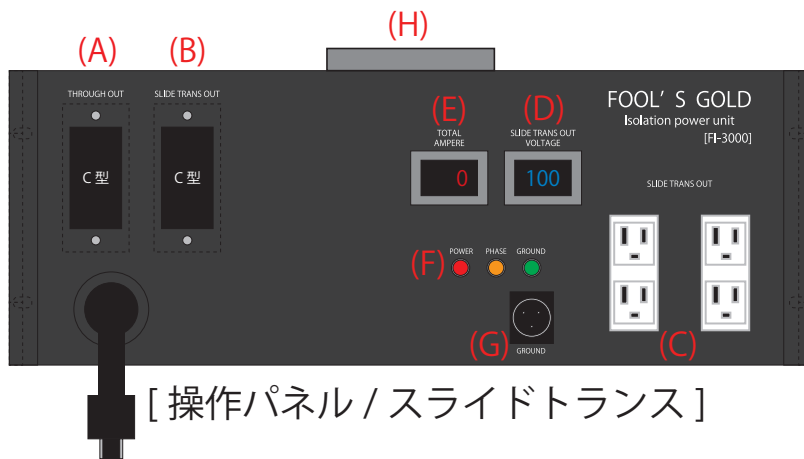 (H)
(A)
(B)
THROUGH OUT
SLIDE TRANS OUT
C型
C型
(E)
(D)
TOTAL
AMPERE
SLIDE TRANS OUT
VOLTAGE
0
100
FOOL'S GOLD
Isolation power unit
[FI-3000]
SLIDE TRANS OUT
(F)
POWER
PHASE
GROUND
(G)
GROUND
(C)
[ 操作パネル / スライドトランス ]